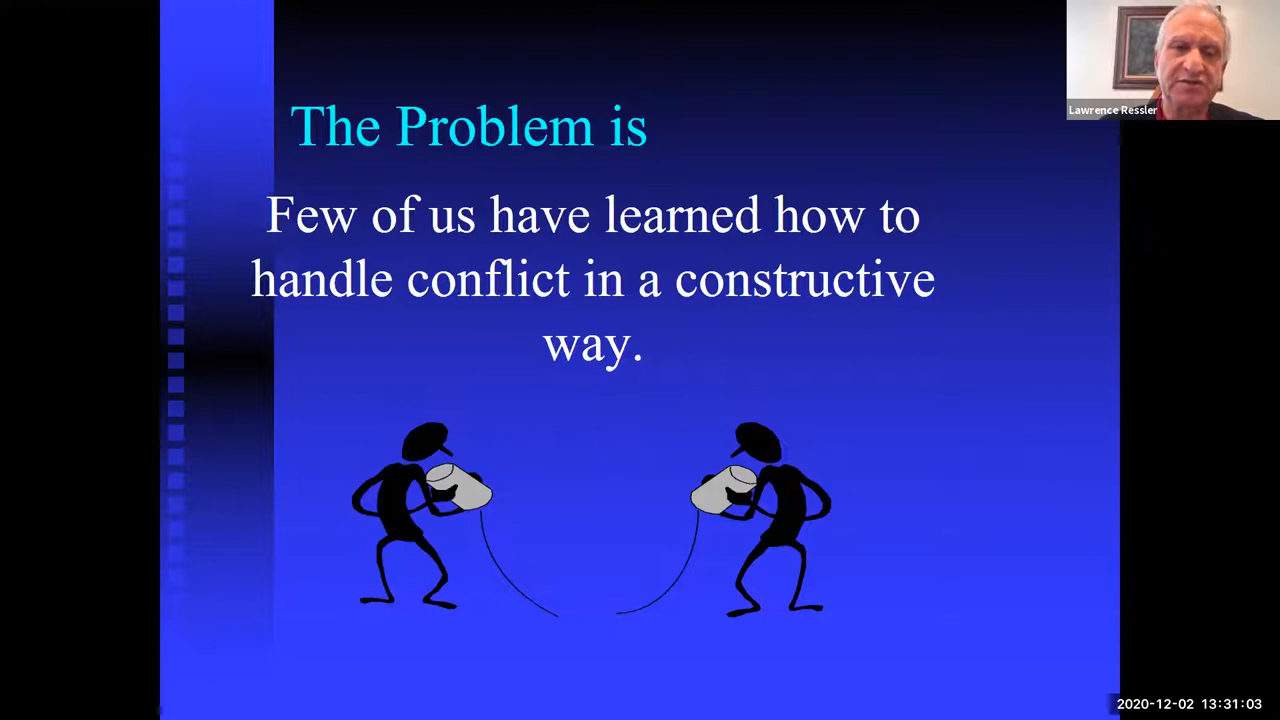 The Problem is
Few of us have learned how to
handle conflict in a constructive
way.
Lawrence Ressler
2020-12-02 13:31:03